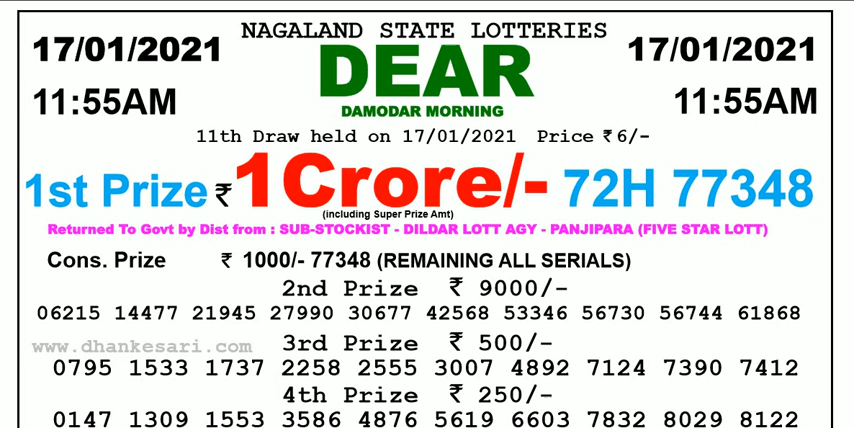 NAGALAND STATE LOTTERIES
17/01/2021 DEAR 17/01/2021
11:55AM DAMODAR MORNING 11:55AM
11th Draw held on 17/01/2021 Price ₹6/-
1st Prize ₹1Crore/- 72H 77348
(including Super Prize Amt)
Returned To Govt by Dist from : SUB-STOCKIST - DILDAR LOTT AGY - PANJIPARA (FIVE STAR LOTT)
Cons. Prize ₹ 1000/- 77348 (REMAINING ALL SERIALS)
2nd Prize ₹ 9000/-
06215 14477 21945 27990 30677 42568 53346 56730 56744 61868
www.dhankesari.com 3rd Prize ₹ 500/-
0795 1533 1737 2258 2555 3007 4892 7124 7390 7412
4th Prize ₹ 250/-
0147 1309 1553 3586 4876 5619 6603 7832 8029 8122